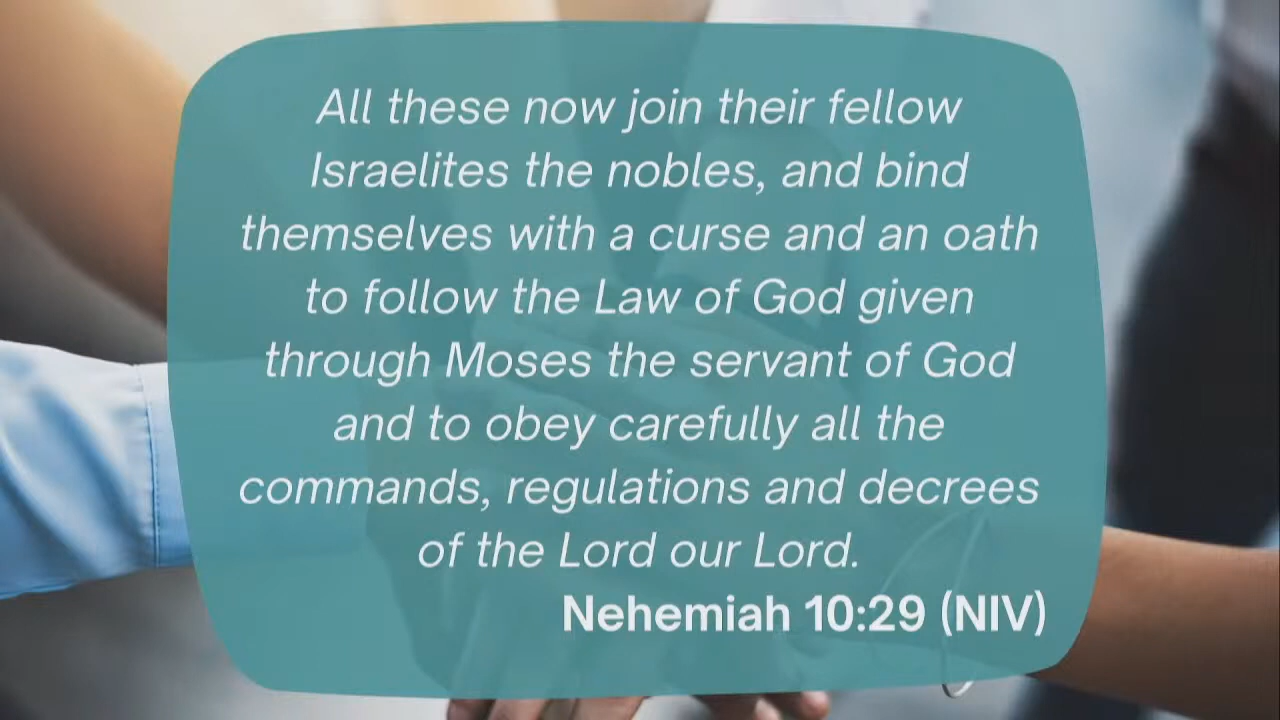 All these now join their fellow
Israelites the nobles, and bind
themselves with a curse and an oath
to follow the Law of God given
through Moses the servant of God
and to obey carefully all the
commands, regulations and decrees
of the Lord our Lord.
Nehemiah 10:29 (NIV)